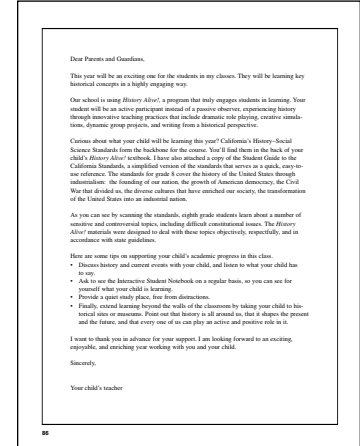 Dear Parents and Guardians,
This year will be an exciting one for the students in my classes. They will be learning key
historical concepts in a highly engaging way.
Our school is using History Alive!, a program that truly engages students in learning. Your
student will be an active participant instead of a passive observer, experiencing history
through innovative teaching practices that include dramatic role playing, creative simula-
tions, dynamic group projects, and writing from a historical perspective.
Curious about what your child will be learning this year? California's History–Social
Science Standards form the backbone for the course. You'll find them in the back of your
child's History Alive! textbook. I have also attached a copy of the Student Guide to the
California Standards, a simplified version of the standards that serves as a quick, easy-to-
use reference. The standards for grade 8 cover the history of the United States through
industrialism: the founding of our nation, the growth of American democracy, the Civil
War that divided us, the diverse cultures that have enriched our society, the transformation
of the United States into an industrial nation.
As you can see by scanning the standards, eighth grade students learn about a number of
sensitive and controversial topics, including difficult constitutional issues. The History
Alive! materials were designed to deal with these topics objectively, respectfully, and in
accordance with state guidelines.
Here are some tips on supporting your child's academic progress in this class.
• Discuss history and current events with your child, and listen to what your child has
to say.
• Ask to see the Interactive Student Notebook on a regular basis, so you can see for
yourself what your child is learning.
• Provide a quiet study place, free from distractions.
• Finally, extend learning beyond the walls of the classroom by taking your child to his-
torical sites or museums. Point out that history is all around us, that it shapes the present
and the future, and that every one of us can play an active and positive role in it.
I want to thank you in advance for your support. I am looking forward to an exciting,
enjoyable, and enriching year working with you and your child.
Sincerely,
Your child's teacher
86